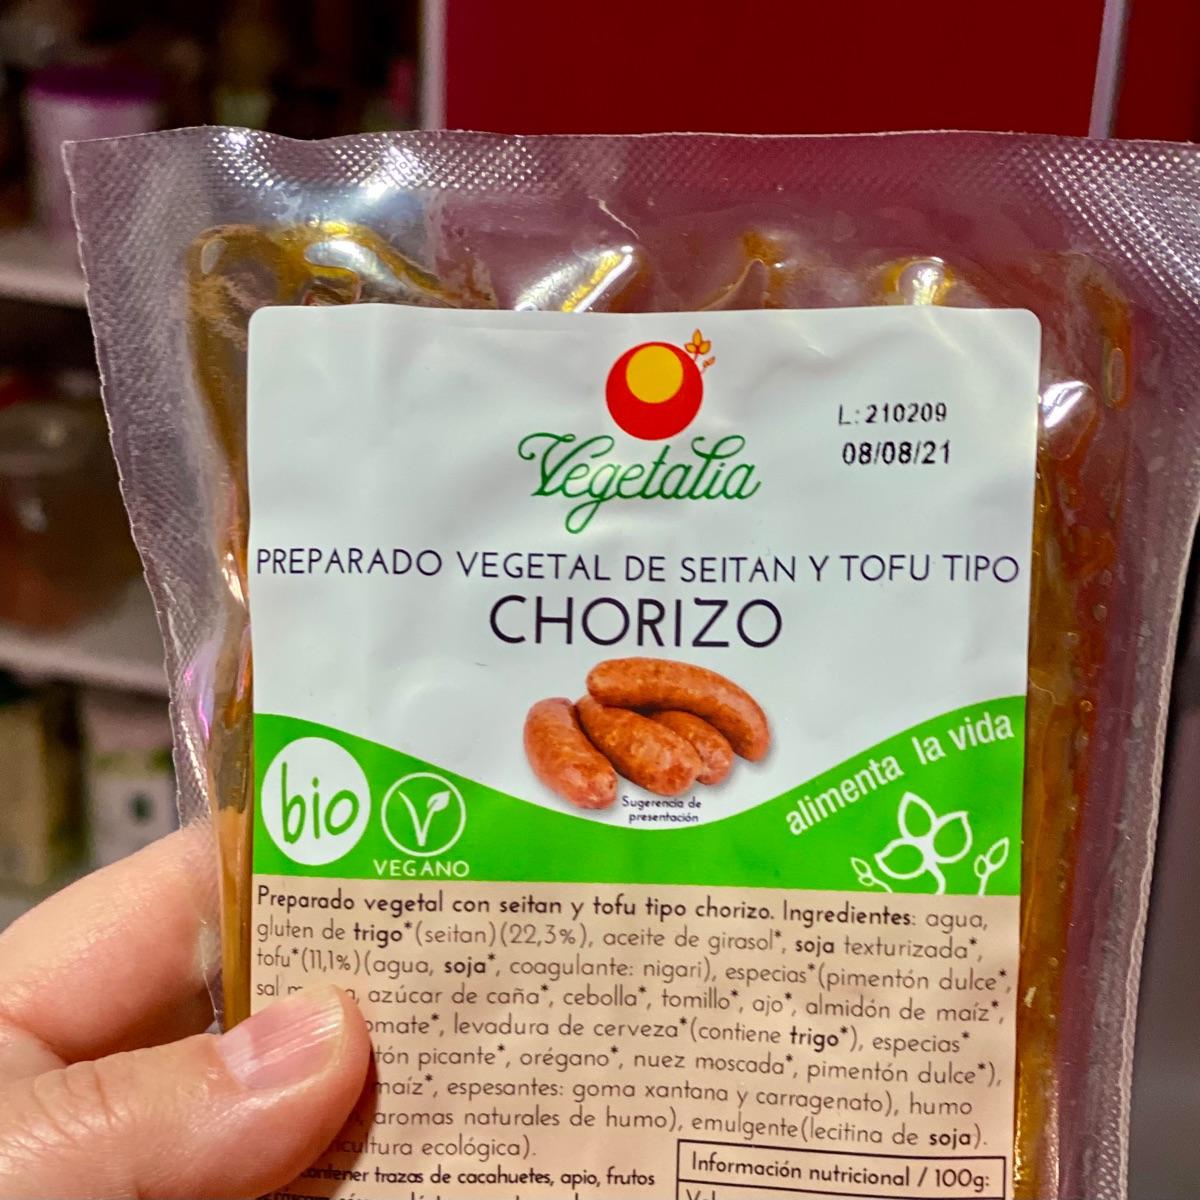 Vegetalia
L: 210209
08/08/21
PREPARADO VEGETAL DE SEITAN Y TOFU TIPO
CHORIZO
Sugerencia de
presentación
alimenta la vida
bio
VEGANO
Preparado vegetal con seitan y tofu tipo chorizo. Ingredientes: agua,
gluten de trigo*(seitan)(22,3%), aceite de girasol*, soja texturizada*,
tofu*(11,1%)(agua, soja*, coagulante: nigari), especias*(pimentón dulce*,
sal azúcar de caña*, cebolla*, tomillo*, ajo*, almidón de maíz*,
omate*, levadura de cerveza*(contiene trigo*), especias*
tón picante*, orégano*, nuez moscada*, pimentón dulce*),
maíz*, espesantes: goma xantana y carragenato), humo
aromas naturales de humo), emulgente(lecitina de soja).
icultura ecológica).
contener trazas de cacahuetes, apio, frutos
Información nutricional / 100g: